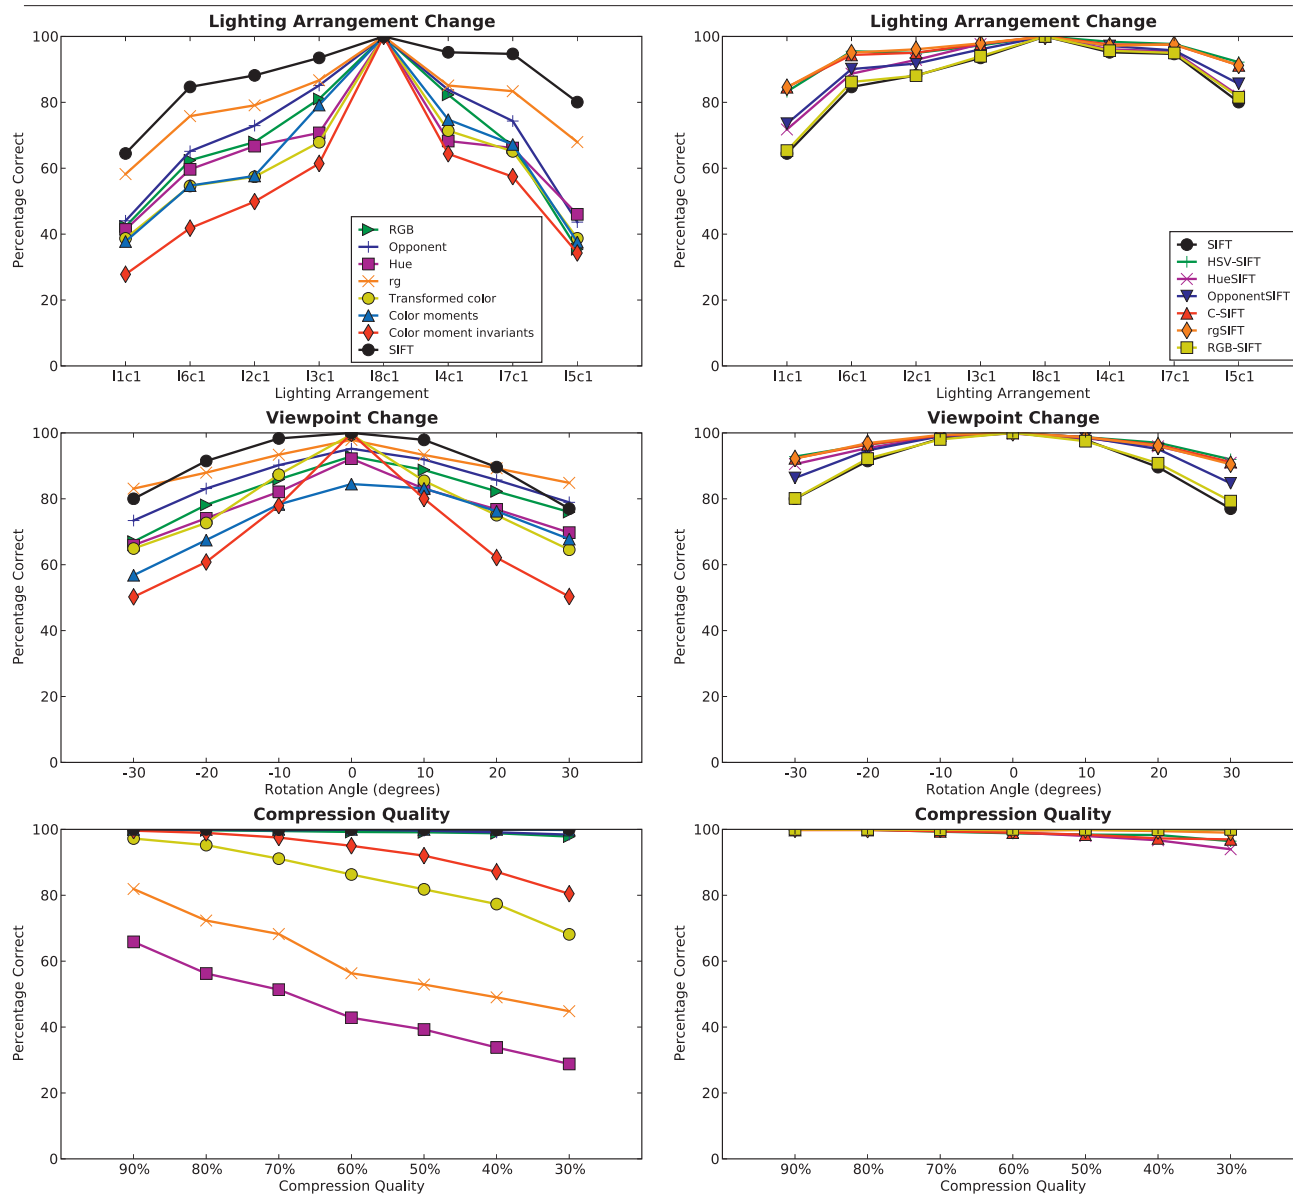 Lighting Arrangement Change
100
80
60
40
20
0
Percentage Correct
RGB
Opponent
Hue
rg
Transformed color
Color moments
Color moment invariants
SIFT
l1c1 l6c1 l2c1 l3c1 l8c1 l4c1 l7c1 l5c1
Lighting Arrangement
Lighting Arrangement Change
100
80
60
40
20
0
Percentage Correct
SIFT
HSV-SIFT
HueSIFT
OpponentSIFT
C-SIFT
rgSIFT
RGB-SIFT
l1c1 l6c1 l2c1 l3c1 l8c1 l4c1 l7c1 l5c1
Lighting Arrangement
Viewpoint Change
100
80
60
40
20
0
Percentage Correct
-30 -20 -10 0 10 20 30
Rotation Angle (degrees)
Viewpoint Change
100
80
60
40
20
0
Percentage Correct
-30 -20 -10 0 10 20 30
Rotation Angle (degrees)
Compression Quality
100
80
60
40
20
0
Percentage Correct
90% 80% 70% 60% 50% 40% 30%
Compression Quality
Compression Quality
100
80
60
40
20
0
Percentage Correct
90% 80% 70% 60% 50% 40% 30%
Compression Quality